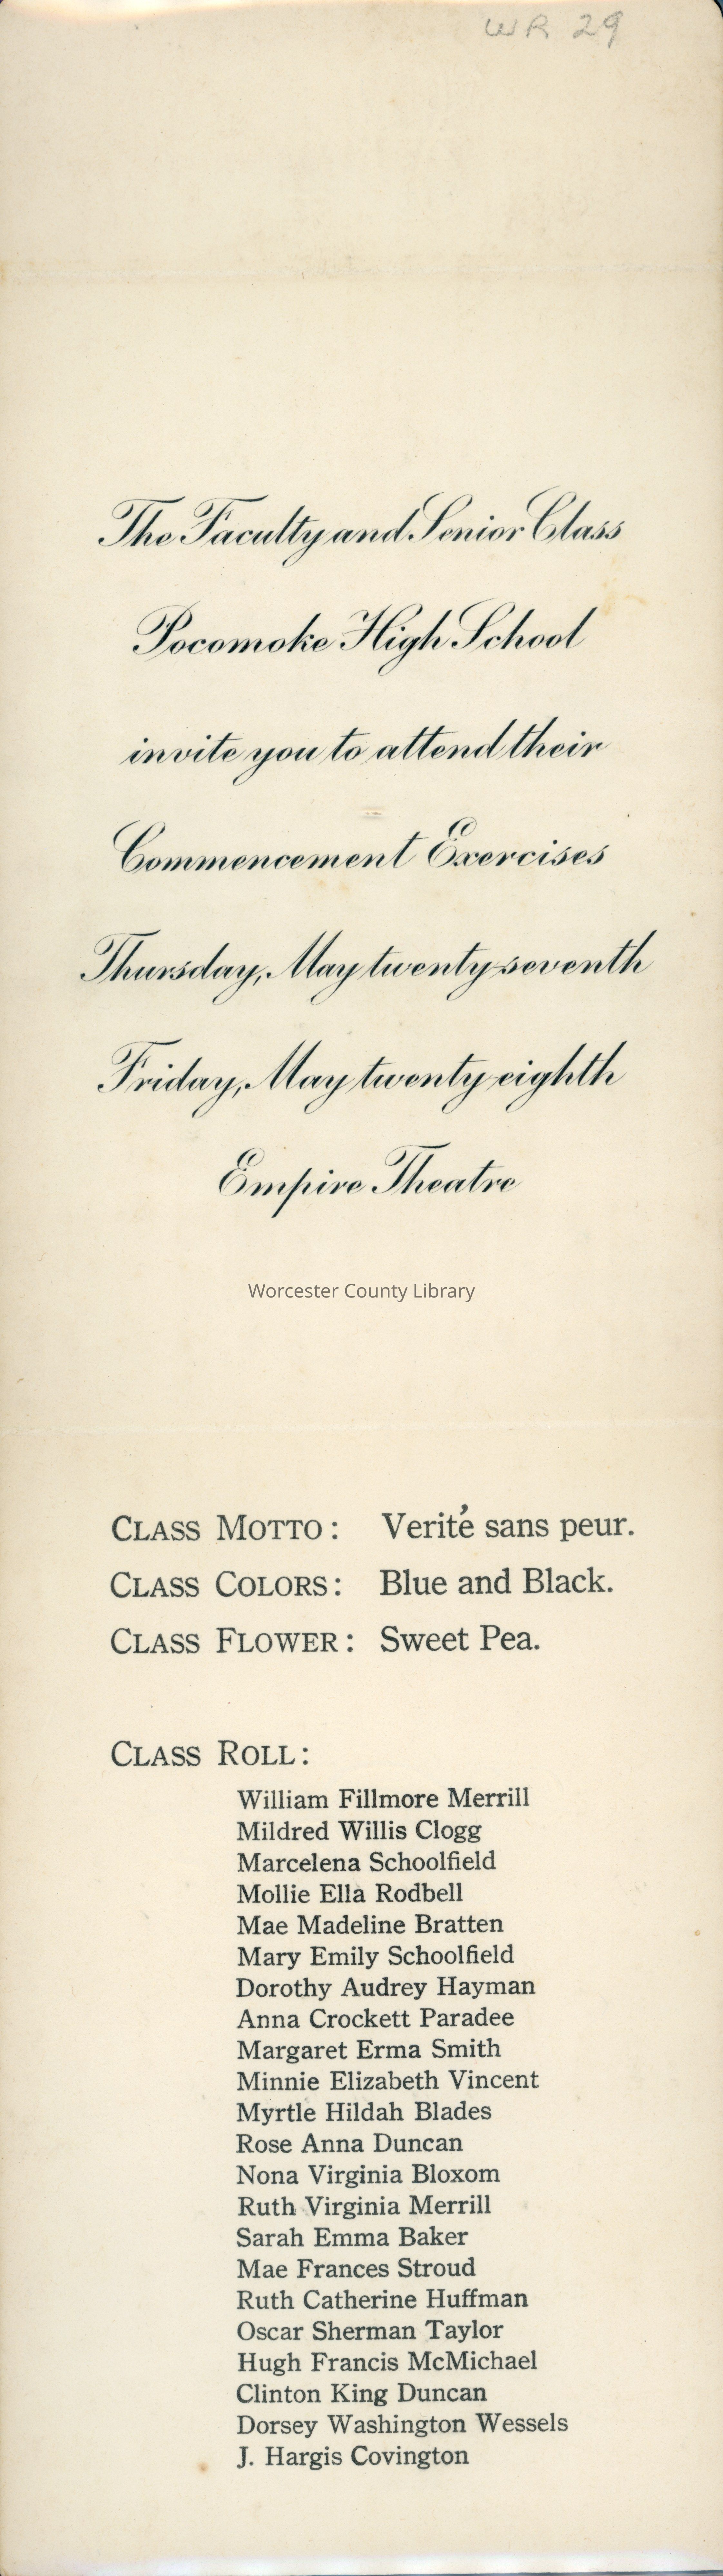 WR 29
The Faculty and Senior Class
Pocomoke High School
invite you to attend their
Commencement Exercises
Thursday, May twenty-seventh
Friday, May twenty eighth
Empire Theatre
Worcester County Library
CLASS MOTTO: Verité sans peur.
CLASS COLORS: Blue and Black.
CLASS FLOWER: Sweet Pea.
CLASS ROLL:
William Fillmore Merrill
Mildred Willis Clogg
Marcelena Schoolfield
Mollie Ella Rodbell
Mae Madeline Bratten
Mary Emily Schoolfield
Dorothy Audrey Hayman
Anna Crockett Paradee
Margaret Erma Smith
Minnie Elizabeth Vincent
Myrtle Hildah Blades
Rose Anna Duncan
Nona Virginia Bloxom
Ruth Virginia Merrill
Sarah Emma Baker
Mae Frances Stroud
Ruth Catherine Huffman
Oscar Sherman Taylor
Hugh Francis McMichael
Clinton King Duncan
Dorsey Washington Wessels
J. Hargis Covington